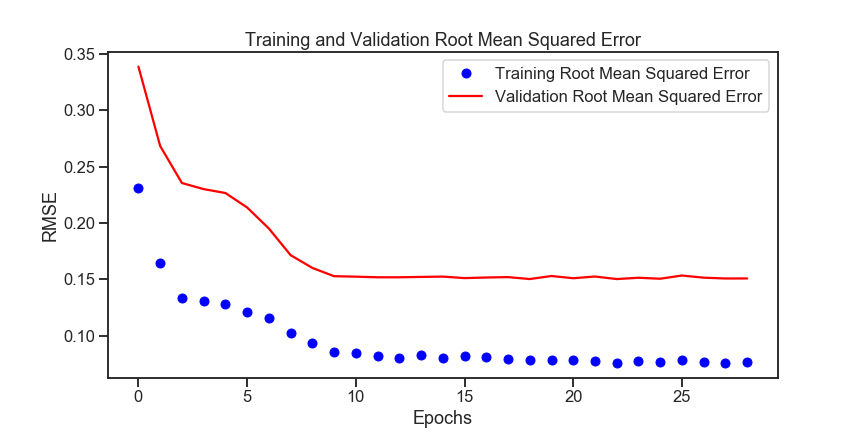 Training and Validation Root Mean Squared Error
0.35
0.30
0.25
0.20
0.15
0.10
RMSE
Training Root Mean Squared Error
Validation Root Mean Squared Error
0
5
10
15
20
25
Epochs